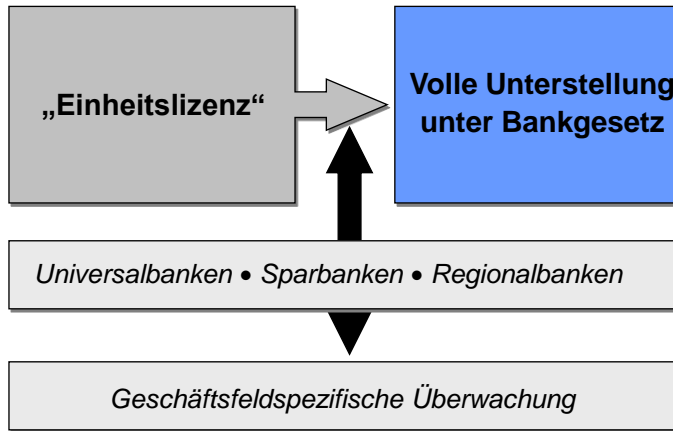 „Einheitslizenz“
Volle Unterstellung
unter Bankgesetz
Universalbanken • Sparbanken • Regionalbanken
Geschäftsfeldspezifische Überwachung